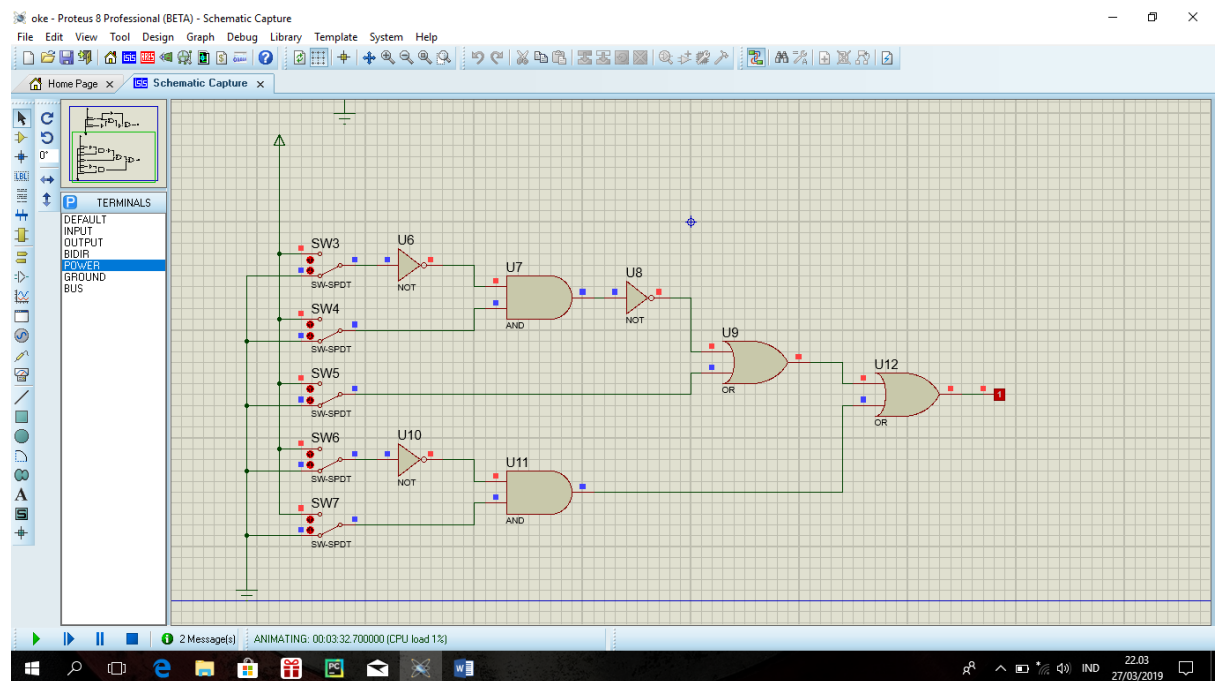 oke - Proteus 8 Professional (BETA) - Schematic Capture
File Edit View Tool Design Graph Debug Library Template System Help
Home Page x ISIS Schematic Capture x
0°
LBL
P TERMINALS
DEFAULT
INPUT
OUTPUT
BIDIR
POWER
GROUND
BUS
A
S
SW3
SW-SPDT
U6
NOT
U7
AND
U8
NOT
SW4
SW-SPDT
U9
OR
U12
OR
1
SW5
SW-SPDT
SW6
SW-SPDT
U10
NOT
U11
AND
SW7
SW-SPDT
2 Message(s) ANIMATING: 00:03:32.700000 (CPU load 1%)
IND
22.03
27/03/2019